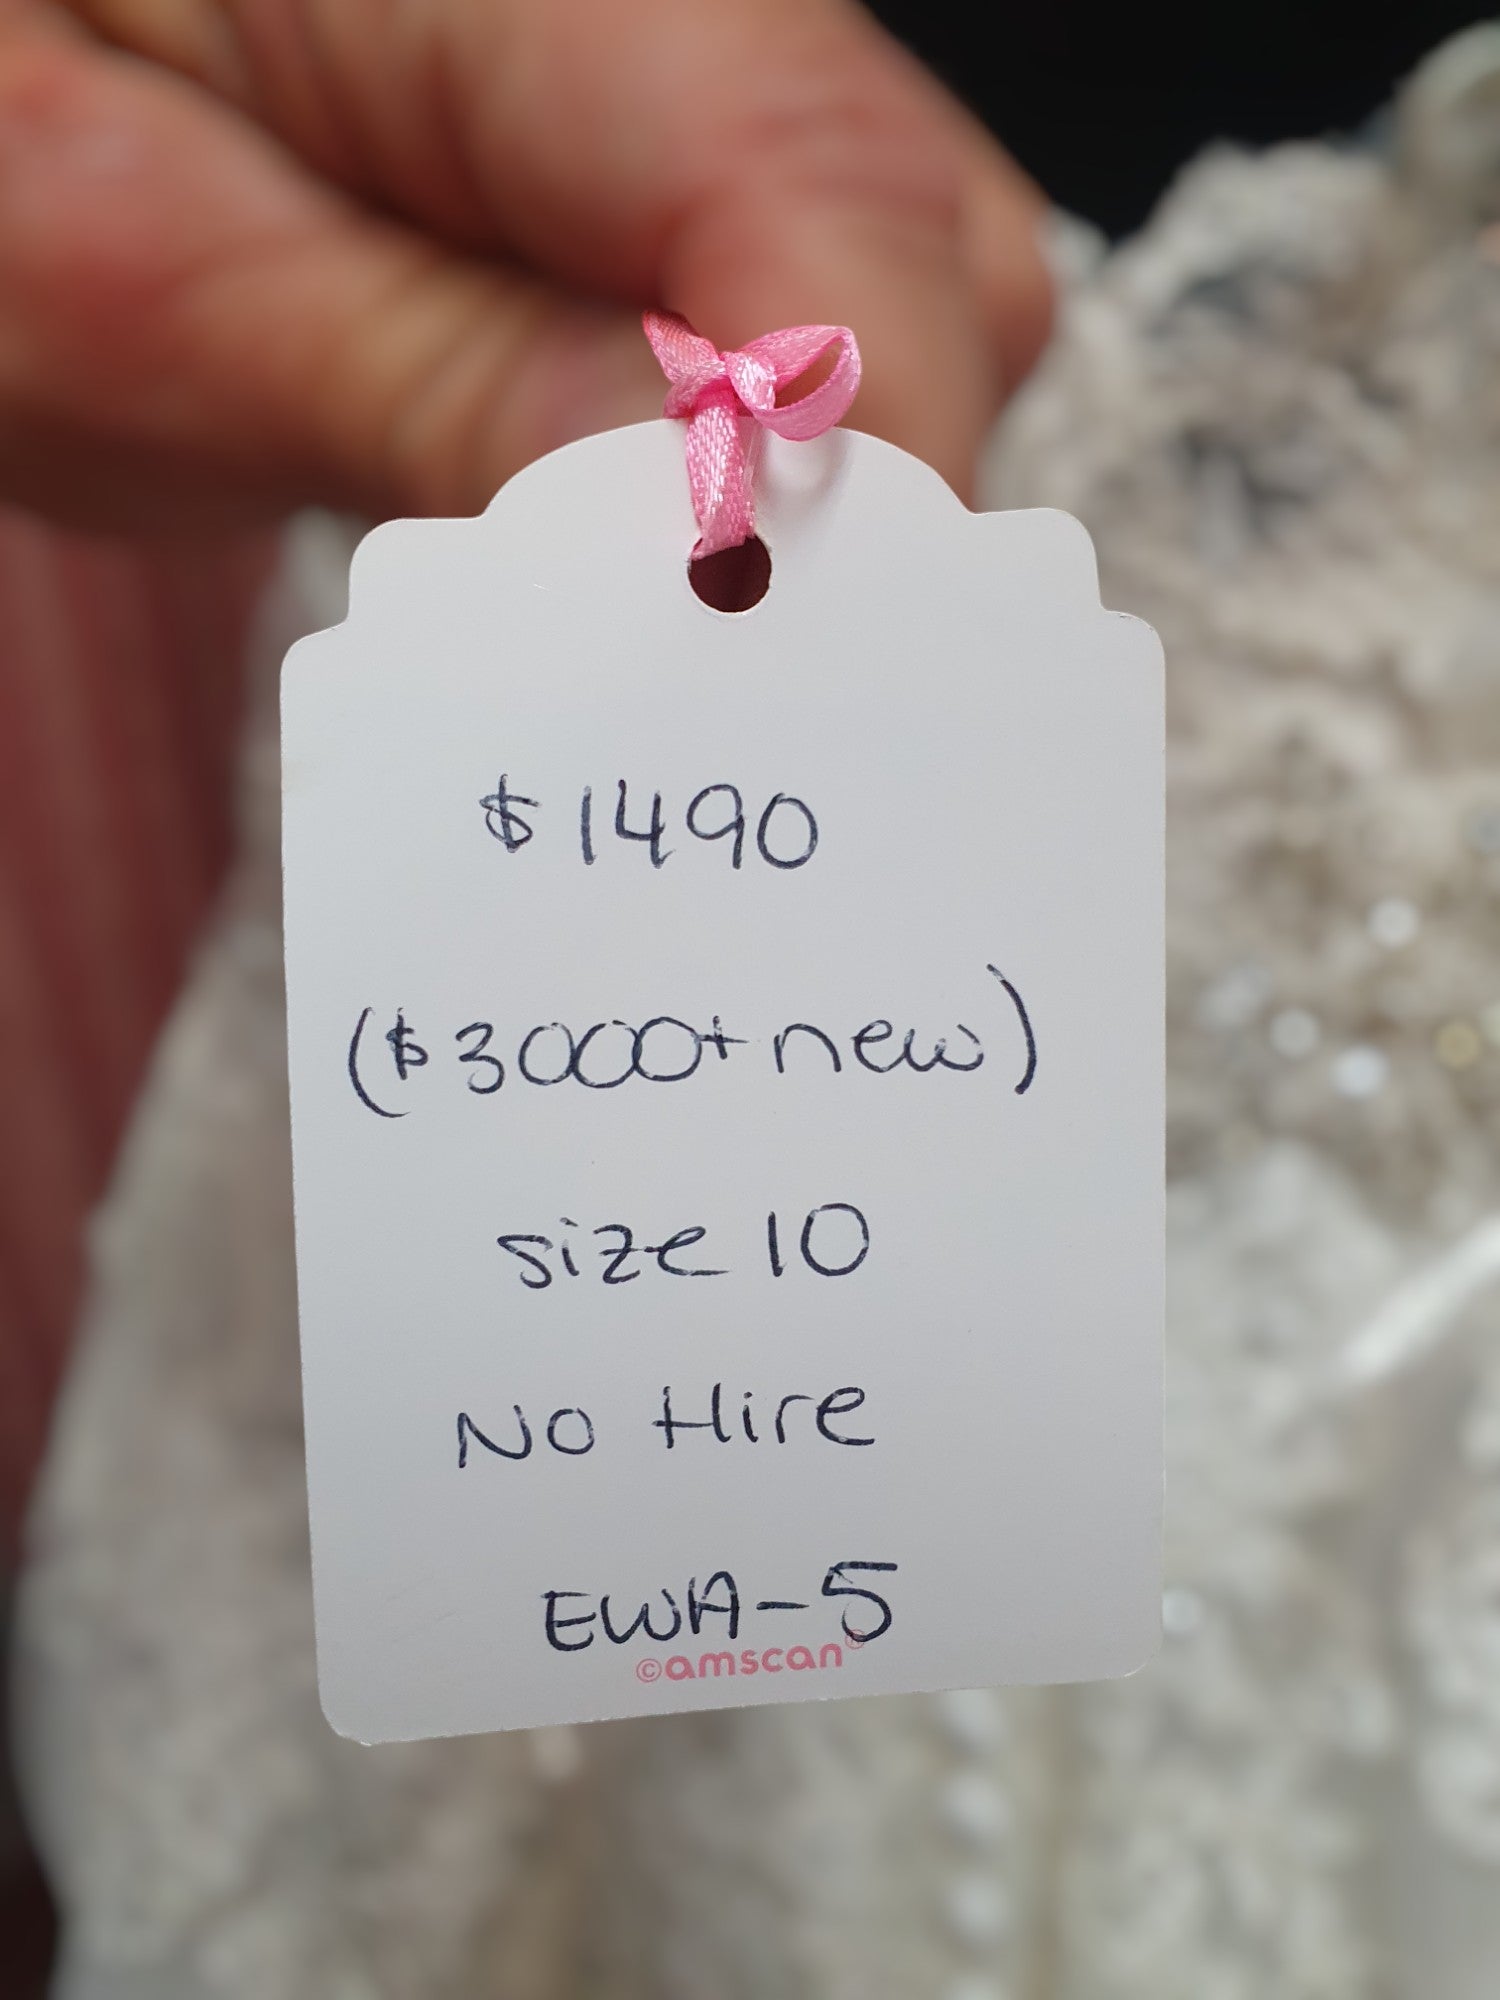 $1490
($3000+ new)
size 10
No Hire
EWA-5
©amscan®